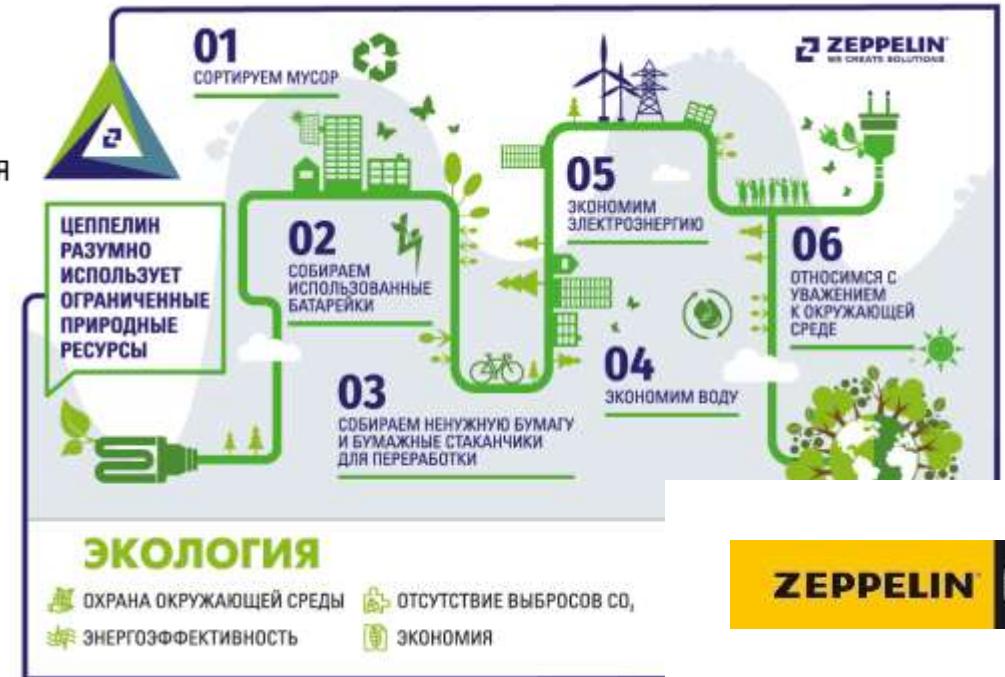 Я
ZEPPELIN
WE CREATE SOLUTIONS
01
СОРТИРУЕМ МУСОР
ЦЕППЕЛИН
РАЗУМНО
ИСПОЛЬЗУЕТ
ОГРАНИЧЕННЫЕ
ПРИРОДНЫЕ
РЕСУРСЫ
02
СОБИРАЕМ
ИСПОЛЬЗОВАННЫЕ
БАТАРЕЙКИ
03
СОБИРАЕМ НЕНУЖНУЮ БУМАГУ
И БУМАЖНЫЕ СТАКАНЧИКИ
ДЛЯ ПЕРЕРАБОТКИ
04
ЭКОНОМИМ ВОДУ
05
ЭКОНОМИМ
ЭЛЕКТРОЭНЕРГИЮ
06
ОТНОСИМСЯ С
УВАЖЕНИЕМ
К ОКРУЖАЮЩЕЙ
СРЕДЕ
ЭКОЛОГИЯ
ОХРАНА ОКРУЖАЮЩЕЙ СРЕДЫ
ОТСУТСТВИЕ ВЫБРОСОВ CO₂
ЭНЕРГОЭФФЕКТИВНОСТЬ
ЭКОНОМИЯ
ZEPPELIN